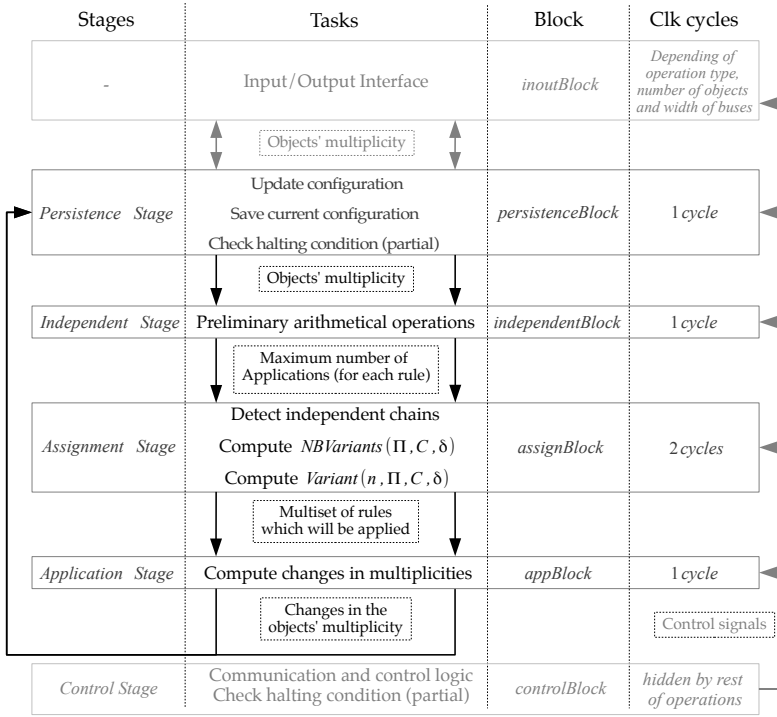 Stages Tasks Block Clk cycles
- Input/Output Interface inoutBlock Depending of
operation type,
number of objects
and width of buses
Objects' multiplicity
Update configuration
Persistence Stage Save current configuration persistenceBlock 1 cycle
Check halting condition (partial)
Objects' multiplicity
Independent Stage Preliminary arithmetical operations independentBlock 1 cycle
Maximum number of
Applications (for each rule)
Detect independent chains
Assignment Stage Compute NBVariants(Π, C, δ) assignBlock 2 cycles
Compute Variant(n, Π, C, δ)
Multiset of rules
which will be applied
Application Stage Compute changes in multiplicities appBlock 1 cycle
Changes in the
objects' multiplicity
Control signals
Control Stage Communication and control logic
Check halting condition (partial) controlBlock hidden by rest
of operations